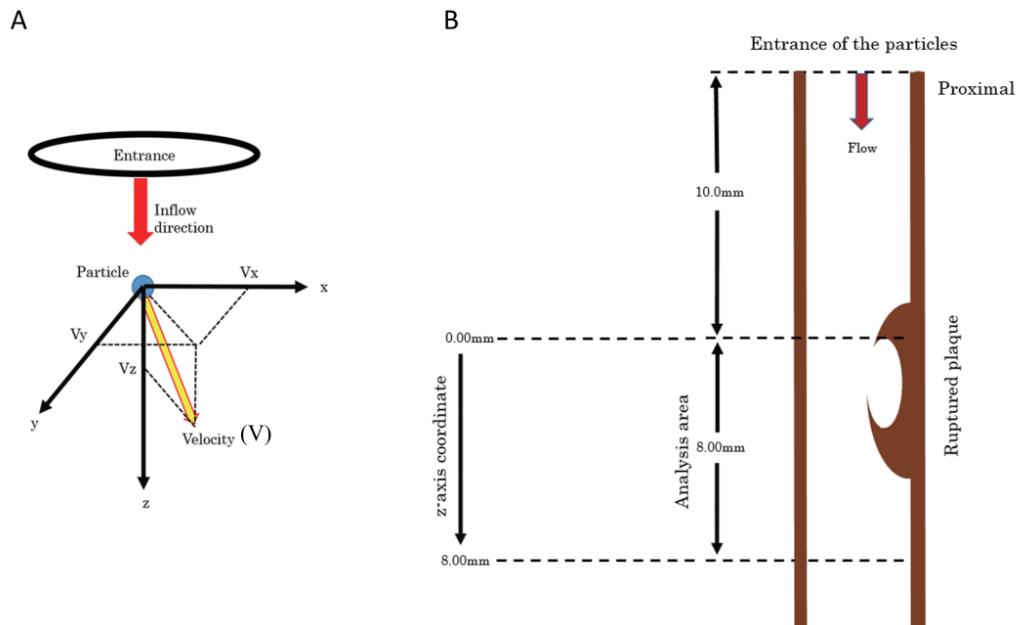 A
Entrance
Inflow
direction
Particle
Vx
x
Vy
Vz
y
Velocity (V)
z
B
Entrance of the particles
Proximal
Flow
10.0mm
0.00mm
Ruptured plaque
z-axis coordinate
Analysis area
8.00mm
8.00mm